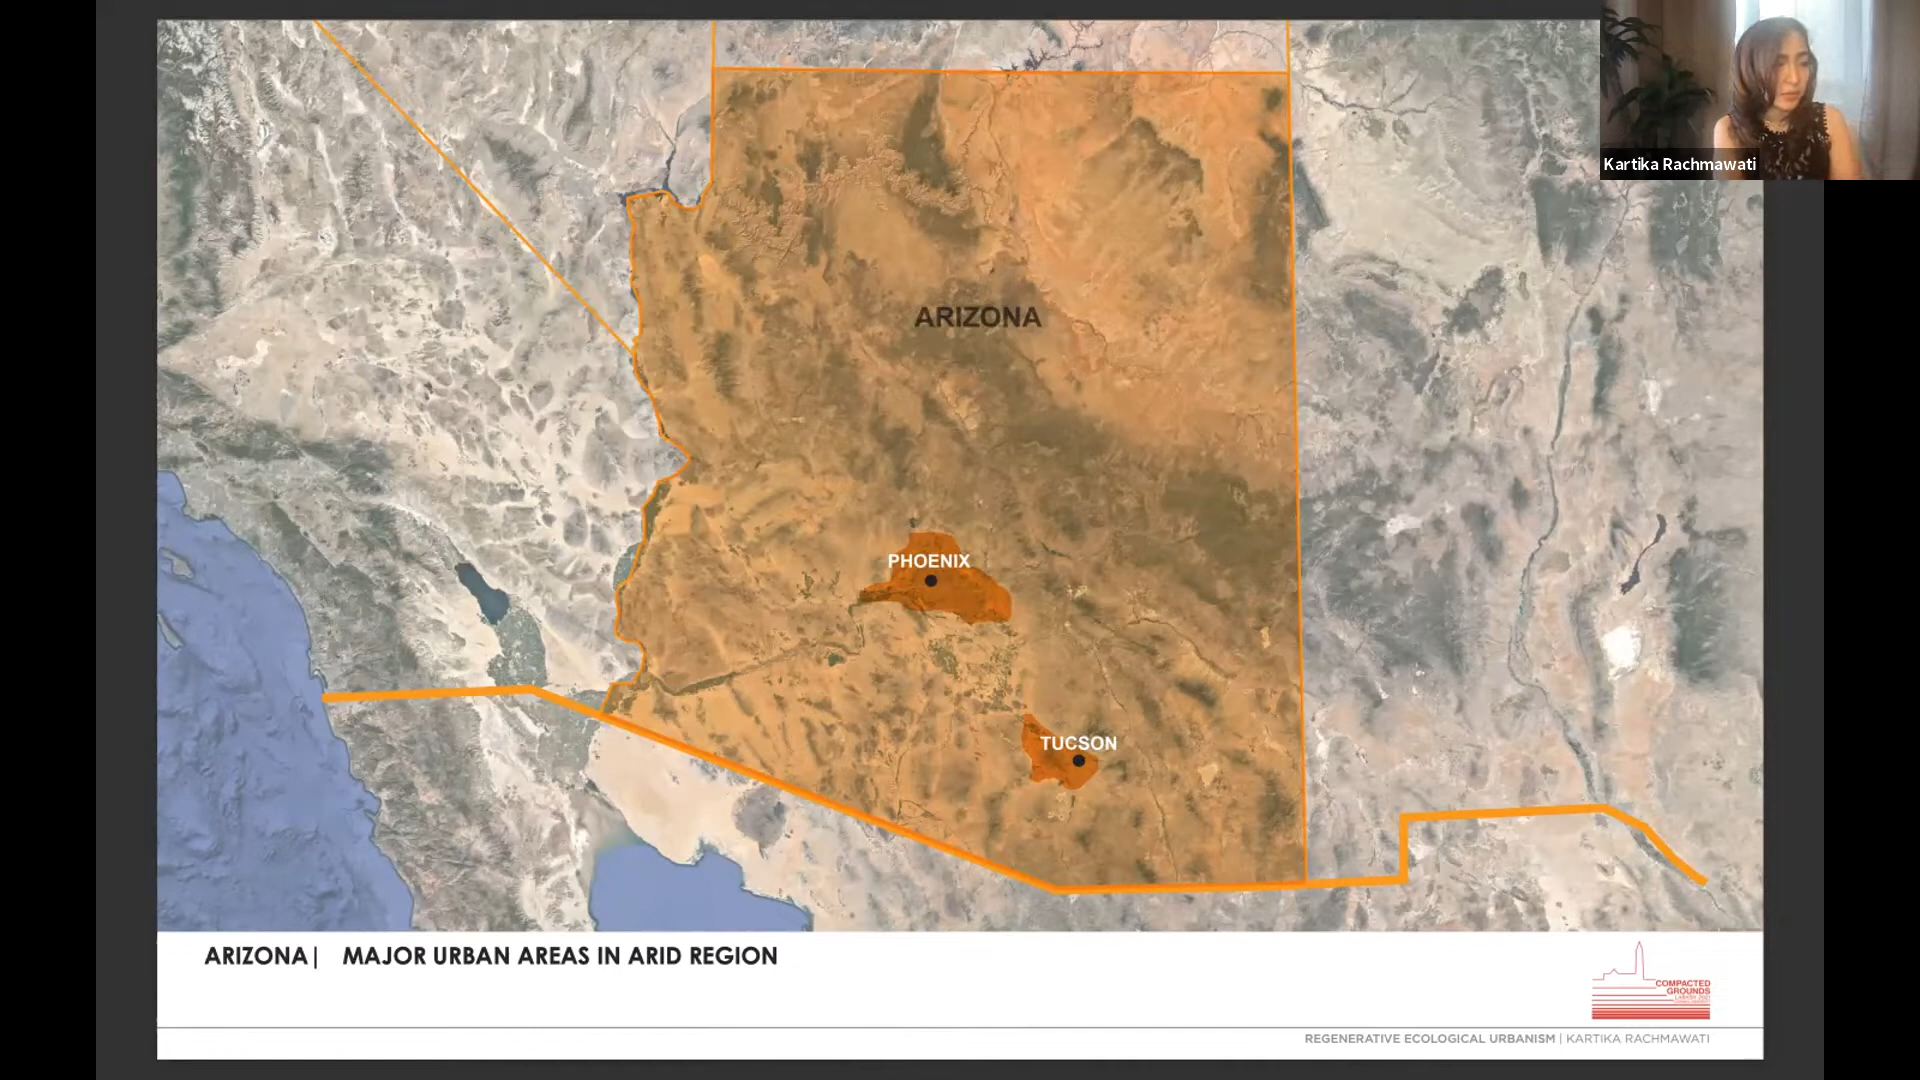 Kartika Rachmawati
ARIZONA
PHOENIX
TUCSON
ARIZONA| MAJOR URBAN AREAS IN ARID REGION
COMPACTED
GROUNDS
REGENERATIVE ECOLOGICAL URBANISM | KARTIKA RACHMAWATI